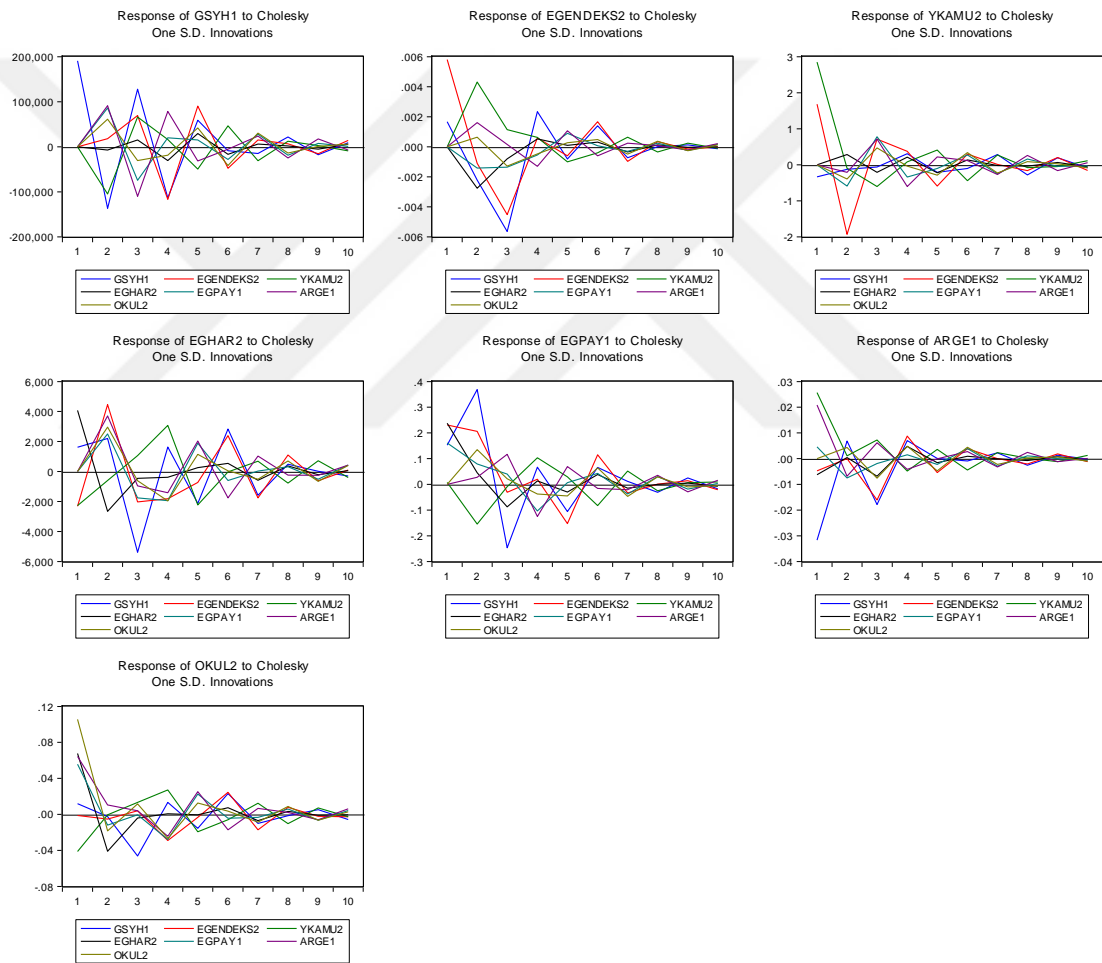 Response of GSYH1 to Cholesky
One S.D. Innovations
200,000
100,000
0
-100,000
-200,000
1 2 3 4 5 6 7 8 9 10
GSYH1 EGENDEKS2 YKAMU2
EGHAR2 EGPAY1 ARGE1
OKUL2
Response of EGENDEKS2 to Cholesky
One S.D. Innovations
.006
.004
.002
.000
-.002
-.004
-.006
1 2 3 4 5 6 7 8 9 10
GSYH1 EGENDEKS2 YKAMU2
EGHAR2 EGPAY1 ARGE1
OKUL2
Response of YKAMU2 to Cholesky
One S.D. Innovations
3
2
1
0
-1
-2
1 2 3 4 5 6 7 8 9 10
GSYH1 EGENDEKS2 YKAMU2
EGHAR2 EGPAY1 ARGE1
OKUL2
Response of EGHAR2 to Cholesky
One S.D. Innovations
6,000
4,000
2,000
0
-2,000
-4,000
-6,000
1 2 3 4 5 6 7 8 9 10
GSYH1 EGENDEKS2 YKAMU2
EGHAR2 EGPAY1 ARGE1
OKUL2
Response of EGPAY1 to Cholesky
One S.D. Innovations
.4
.3
.2
.1
.0
-.1
-.2
-.3
1 2 3 4 5 6 7 8 9 10
GSYH1 EGENDEKS2 YKAMU2
EGHAR2 EGPAY1 ARGE1
OKUL2
Response of ARGE1 to Cholesky
One S.D. Innovations
.03
.02
.01
.00
-.01
-.02
-.03
-.04
1 2 3 4 5 6 7 8 9 10
GSYH1 EGENDEKS2 YKAMU2
EGHAR2 EGPAY1 ARGE1
OKUL2
Response of OKUL2 to Cholesky
One S.D. Innovations
.12
.08
.04
.00
-.04
-.08
1 2 3 4 5 6 7 8 9 10
GSYH1 EGENDEKS2 YKAMU2
EGHAR2 EGPAY1 ARGE1
OKUL2